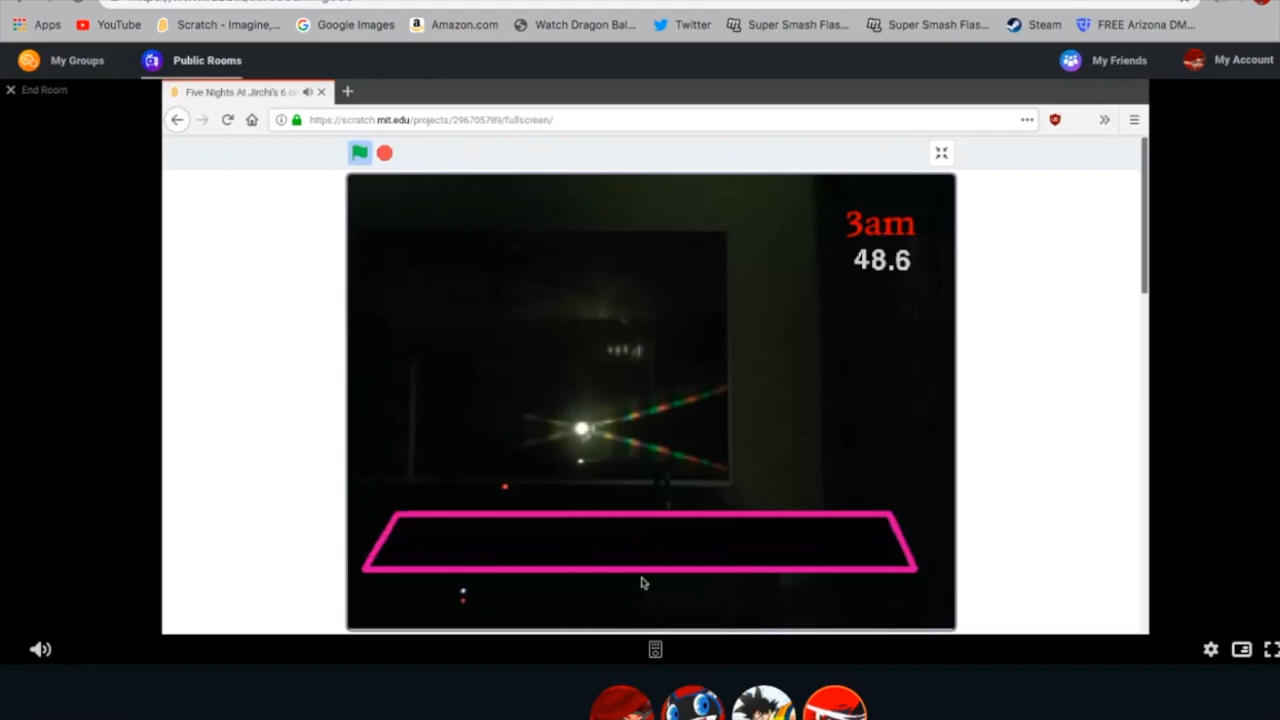 Apps YouTube Scratch - Imagine,... Google Images Amazon.com Watch Dragon Bal... Twitter Super Smash Flas... Super Smash Flas... Steam FREE Arizona DM...
My Groups Public Rooms My Friends My Account
End Room
Five Nights At Jirchi's 6 on
https://scratch.mit.edu/projects/296705789/fullscreen/
3am
48.6